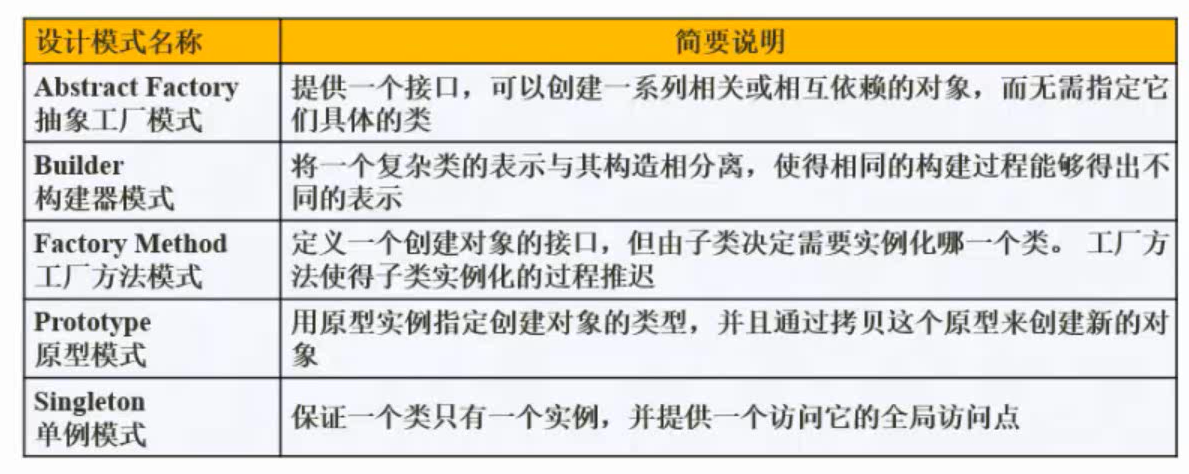 设计模式名称
简要说明
Abstract Factory
抽象工厂模式
提供一个接口，可以创建一系列相关或相互依赖的对象，而无需指定它
们具体的类
Builder
构建器模式
将一个复杂类的表示与其构造相分离，使得相同的构建过程能够得出不
同的表示
Factory Method
工厂方法模式
定义一个创建对象的接口，但由子类决定需要实例化哪一个类。 工厂方
法使得子类实例化的过程推迟
Prototype
原型模式
用原型实例指定创建对象的类型，并且通过拷贝这个原型来创建新的对
象
Singleton
单例模式
保证一个类只有一个实例，并提供一个访问它的全局访问点